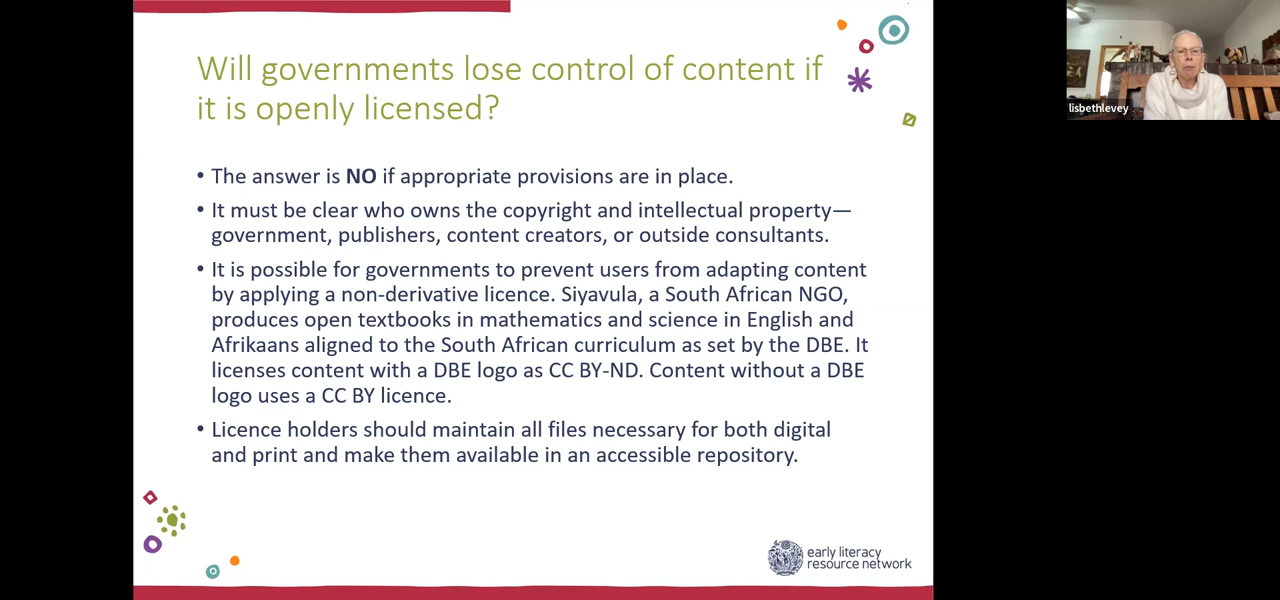 Will governments lose control of content if
it is openly licensed?
• The answer is NO if appropriate provisions are in place.
• It must be clear who owns the copyright and intellectual property—
government, publishers, content creators, or outside consultants.
• It is possible for governments to prevent users from adapting content
by applying a non-derivative licence. Siyavula, a South African NGO,
produces open textbooks in mathematics and science in English and
Afrikaans aligned to the South African curriculum as set by the DBE. It
licenses content with a DBE logo as CC BY-ND. Content without a DBE
logo uses a CC BY licence.
• Licence holders should maintain all files necessary for both digital
and print and make them available in an accessible repository.
early literacy
resource network
lisbethlevey